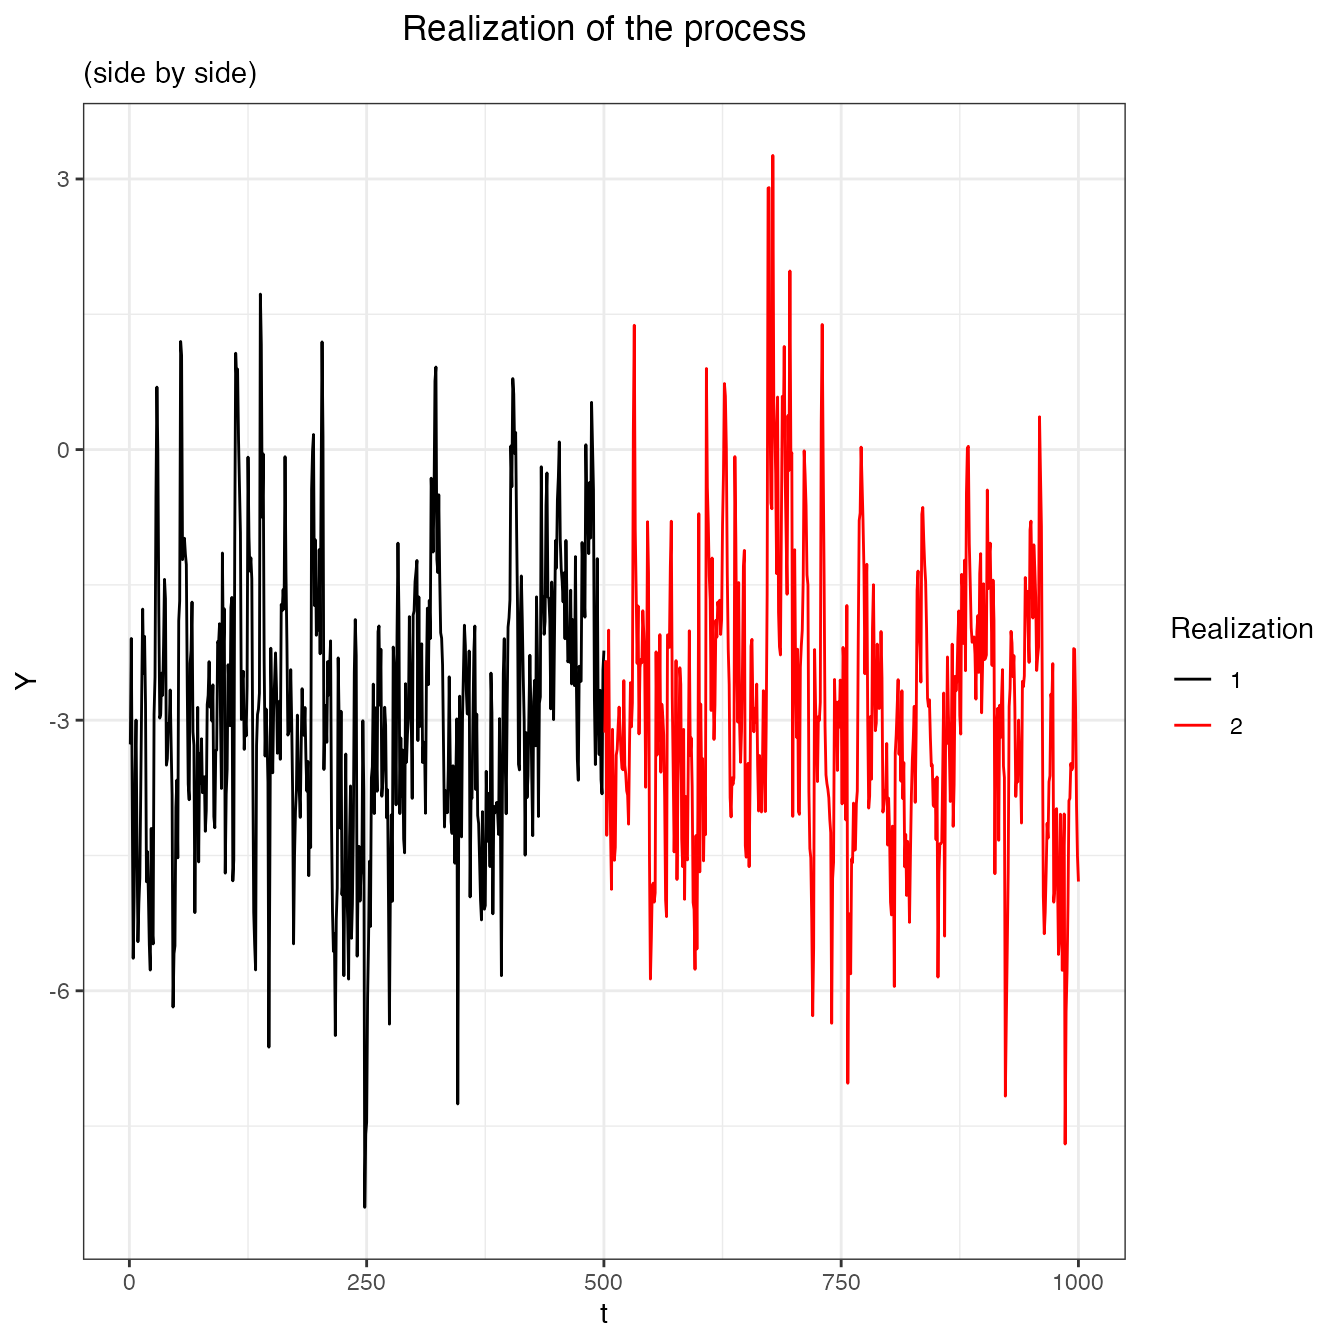 Realization of the process
(side by side)
3
0
-3
-6
Y
0 250 500 750 1000
t
Realization
1
2